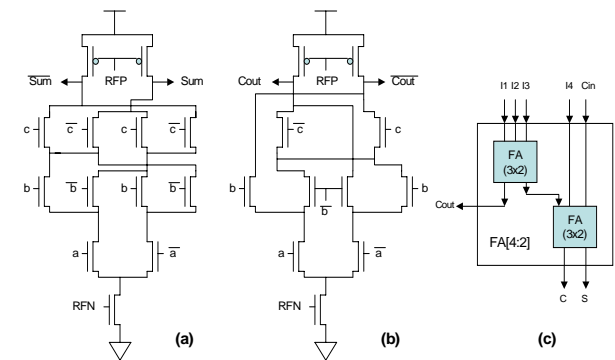 Sum̅
RFP
Sum
c
c̅
c
c̅
b
b̅
b
b̅
a
a̅
RFN
(a)
Cout
RFP
C̅o̅u̅t̅
c̅
c
b
b̅
b
a
a̅
RFN
(b)
I1 I2 I3 I4 Cin
FA
(3x2)
Cout
FA
(3x2)
FA[4:2]
C S
(c)